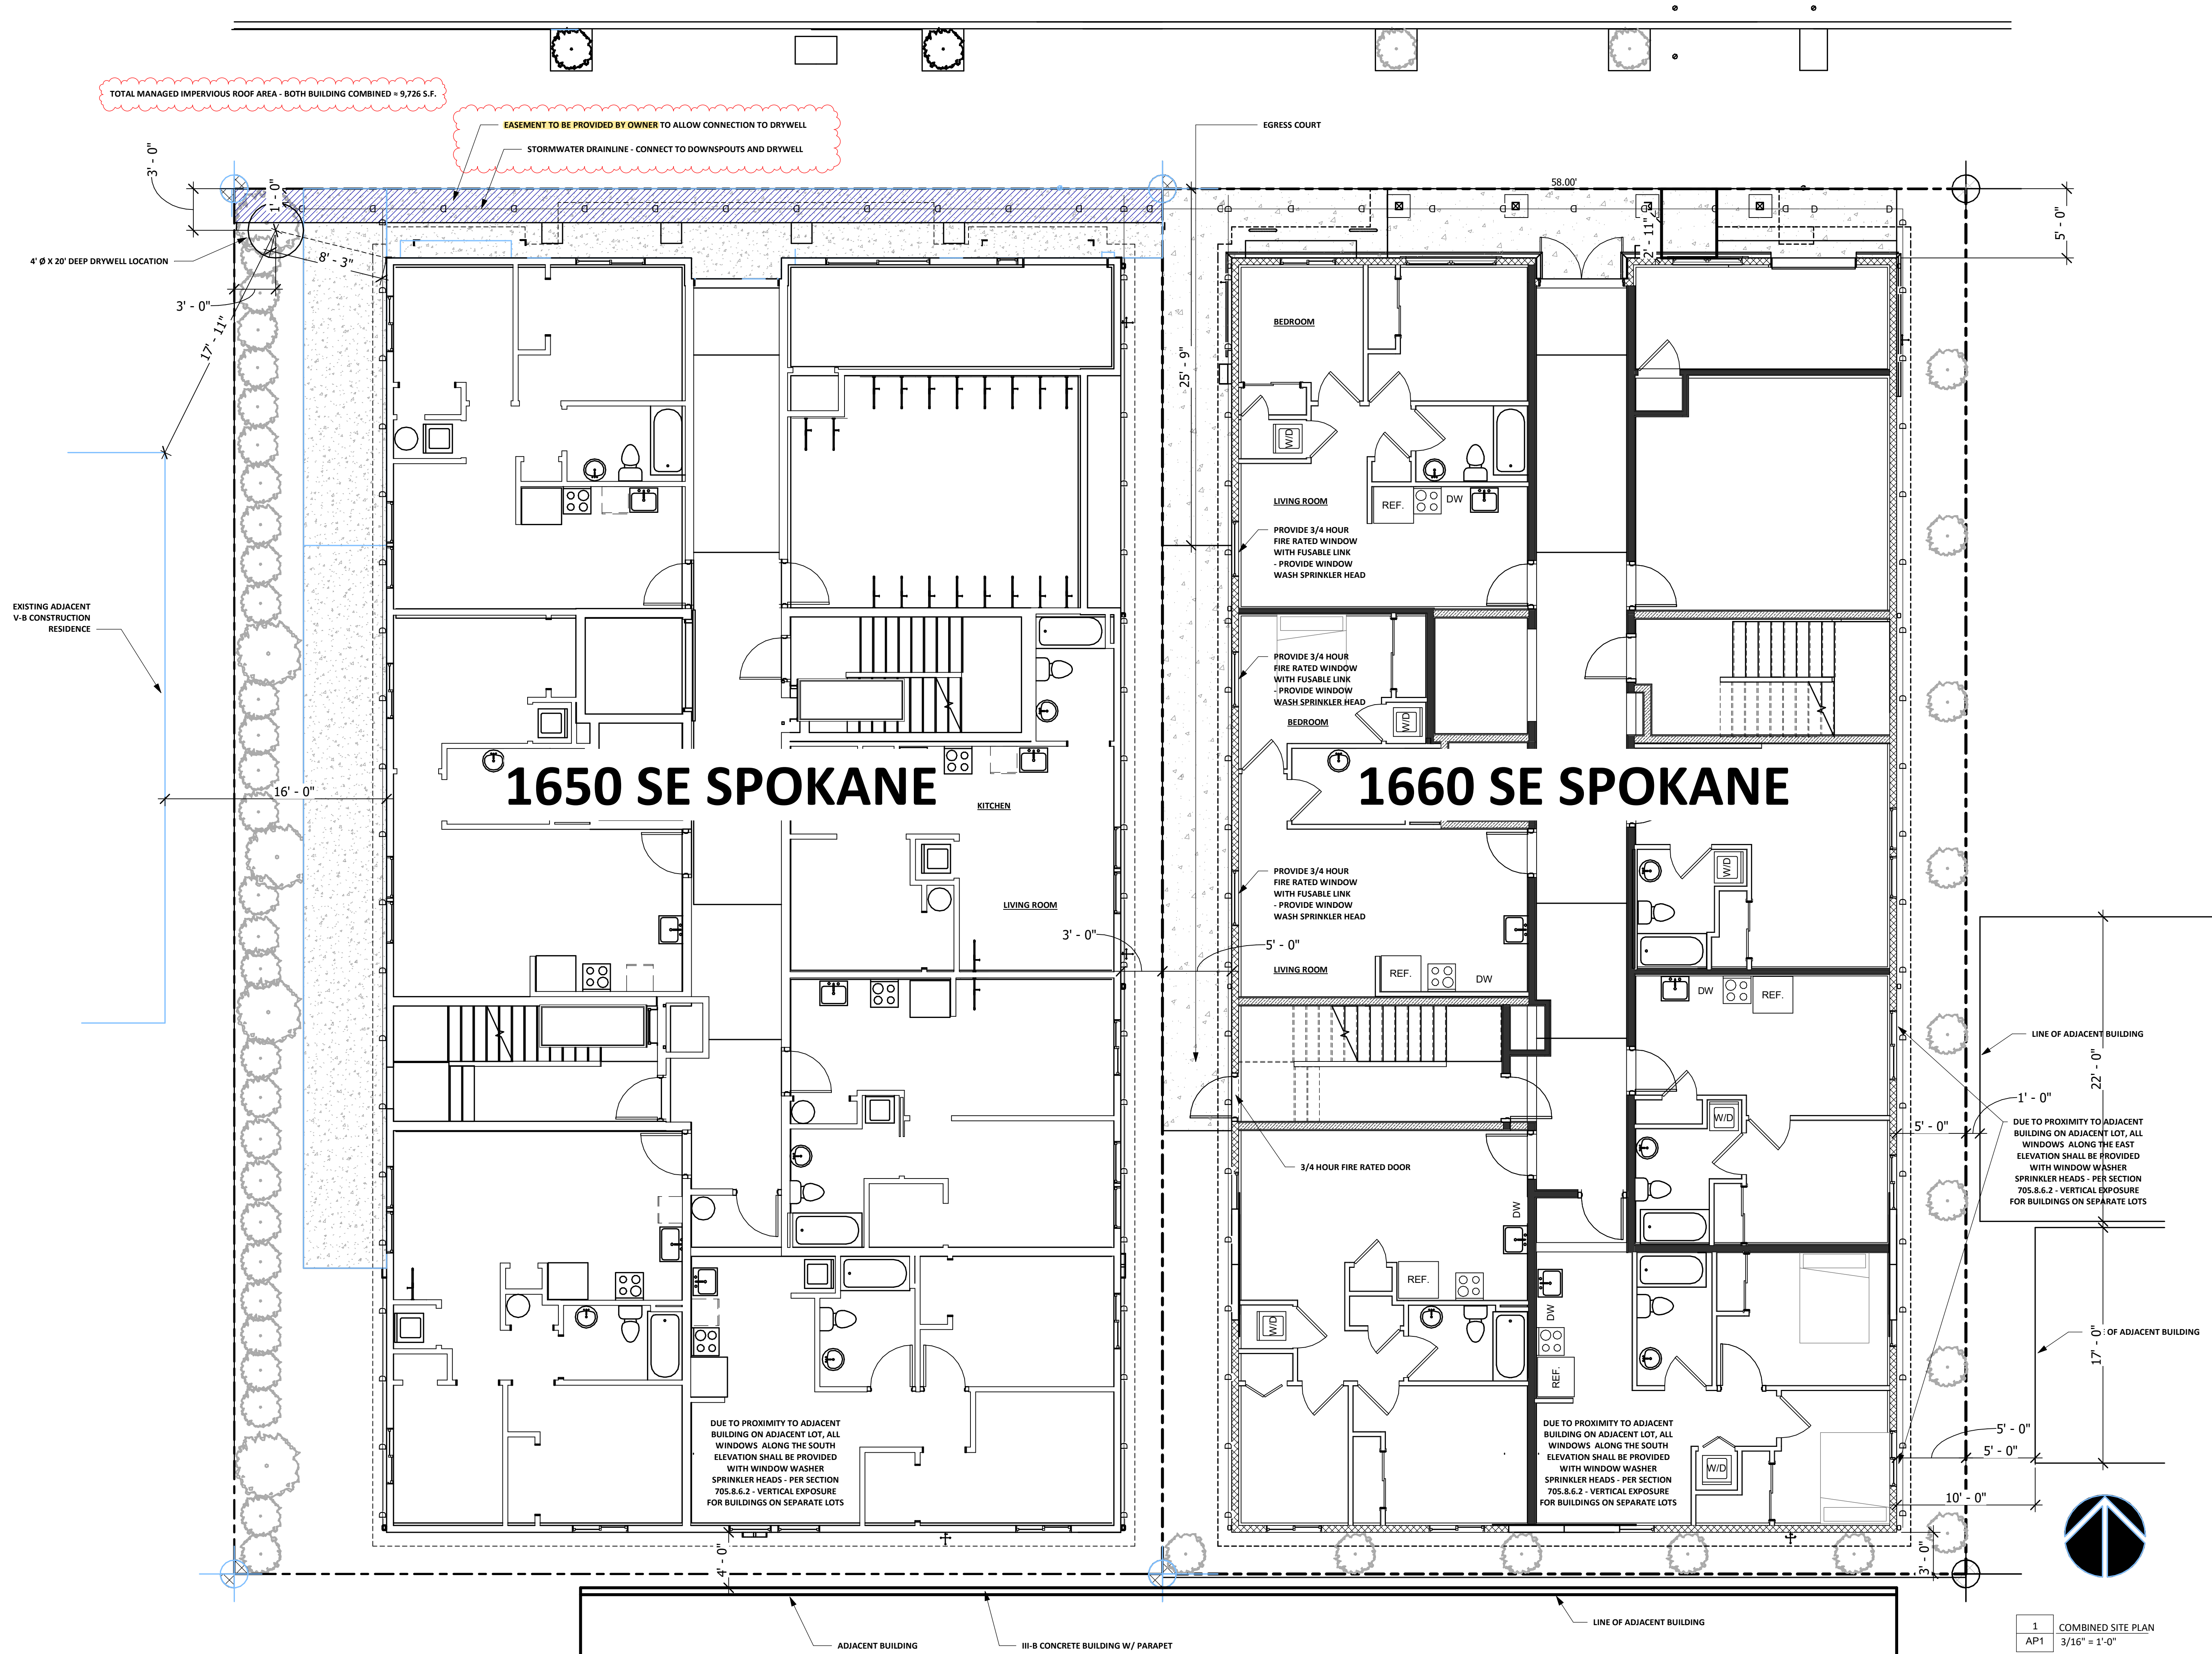 TOTAL MANAGED IMPERVIOUS ROOF AREA - BOTH BUILDING COMBINED = 9,726 S.F.
EASEMENT TO BE PROVIDED BY OWNER TO ALLOW CONNECTION TO DRYWELL
STORMWATER DRAINLINE - CONNECT TO DOWNSPOUTS AND DRYWELL
EGRESS COURT
3' - 0"
1' - 0"
58.00'
2' - 11"
5' - 0"
4' Ø X 20' DEEP DRYWELL LOCATION
8' - 3"
3' - 0"
17' - 11"
25' - 9"
BEDROOM
W/D
LIVING ROOM
REF.
DW
PROVIDE 3/4 HOUR
FIRE RATED WINDOW
WITH FUSABLE LINK
- PROVIDE WINDOW
WASH SPRINKLER HEAD
EXISTING ADJACENT
V-B CONSTRUCTION
RESIDENCE
PROVIDE 3/4 HOUR
FIRE RATED WINDOW
WITH FUSABLE LINK
- PROVIDE WINDOW
WASH SPRINKLER HEAD
BEDROOM
W/D
1650 SE SPOKANE
1660 SE SPOKANE
16' - 0"
KITCHEN
LIVING ROOM
PROVIDE 3/4 HOUR
FIRE RATED WINDOW
WITH FUSABLE LINK
- PROVIDE WINDOW
WASH SPRINKLER HEAD
W/D
3' - 0"
5' - 0"
LIVING ROOM
REF.
DW
DW
REF.
LINE OF ADJACENT BUILDING
22' - 0"
1' - 0"
W/D
5' - 0"
DUE TO PROXIMITY TO ADJACENT
BUILDING ON ADJACENT LOT, ALL
WINDOWS ALONG THE EAST
ELEVATION SHALL BE PROVIDED
WITH WINDOW WASHER
SPRINKLER HEADS - PER SECTION
705.8.6.2 - VERTICAL EXPOSURE
FOR BUILDINGS ON SEPARATE LOTS
3/4 HOUR FIRE RATED DOOR
DW
REF.
W/D
DW
REF.
OF ADJACENT BUILDING
17' - 0"
DUE TO PROXIMITY TO ADJACENT
BUILDING ON ADJACENT LOT, ALL
WINDOWS ALONG THE SOUTH
ELEVATION SHALL BE PROVIDED
WITH WINDOW WASHER
SPRINKLER HEADS - PER SECTION
705.8.6.2 - VERTICAL EXPOSURE
FOR BUILDINGS ON SEPARATE LOTS
DUE TO PROXIMITY TO ADJACENT
BUILDING ON ADJACENT LOT, ALL
WINDOWS ALONG THE SOUTH
ELEVATION SHALL BE PROVIDED
WITH WINDOW WASHER
SPRINKLER HEADS - PER SECTION
705.8.6.2 - VERTICAL EXPOSURE
FOR BUILDINGS ON SEPARATE LOTS
W/D
5' - 0"
5' - 0"
10' - 0"
4' - 0"
3' - 0"
ADJACENT BUILDING
III-B CONCRETE BUILDING W/ PARAPET
LINE OF ADJACENT BUILDING
1
COMBINED SITE PLAN
AP1
3/16" = 1'-0"